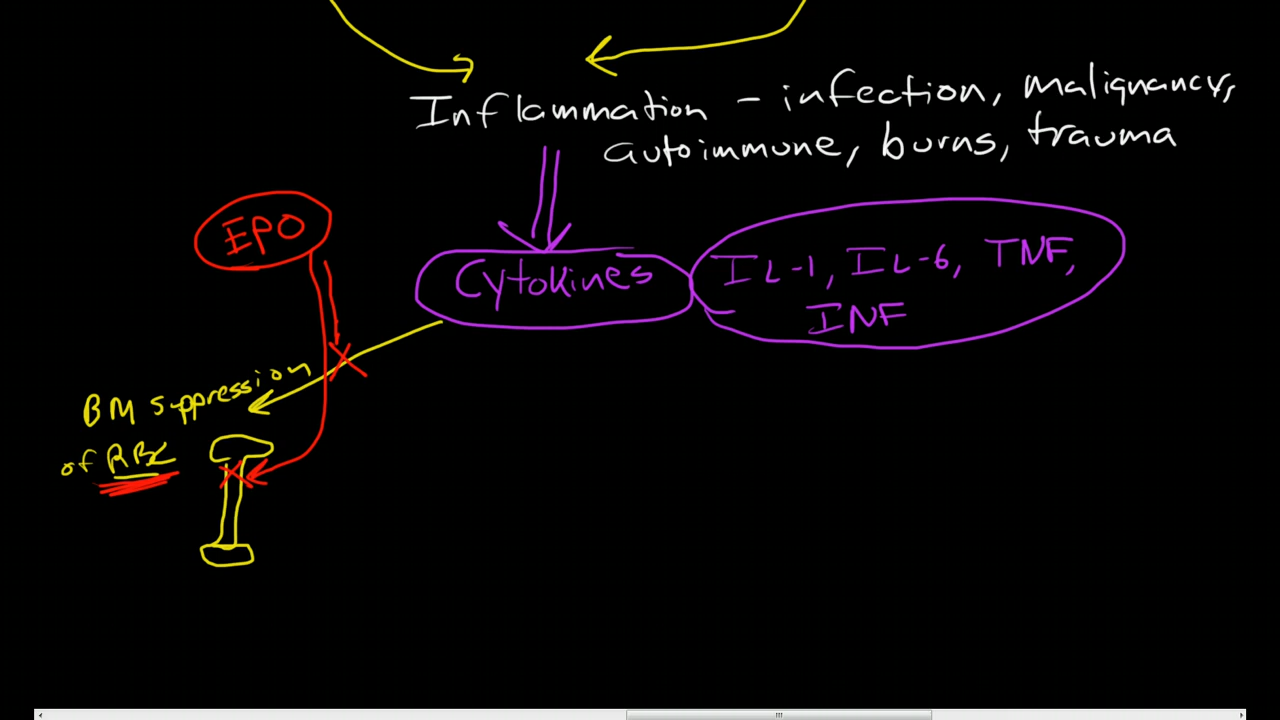 Inflammation - infection, malignancy,
autoimmune, burns, trauma
EPO
Cytokines
IL-1, IL-6, TNF,
INF
BM suppression
of RBC